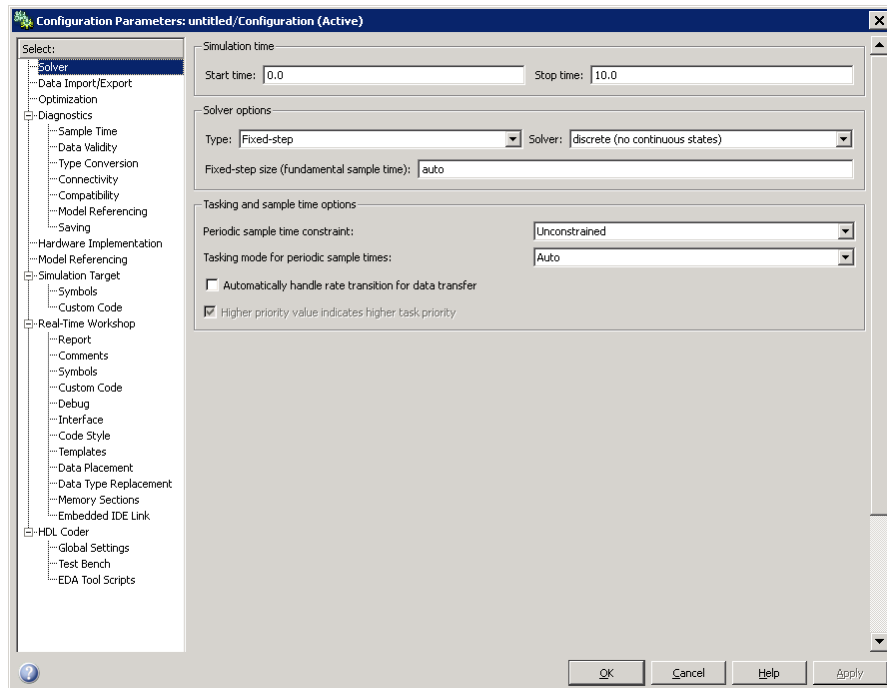 Configuration Parameters: untitled/Configuration (Active)
Select:
Solver
Data Import/Export
Optimization
Diagnostics
Sample Time
Data Validity
Type Conversion
Connectivity
Compatibility
Model Referencing
Saving
Hardware Implementation
Model Referencing
Simulation Target
Symbols
Custom Code
Real-Time Workshop
Report
Comments
Symbols
Custom Code
Debug
Interface
Code Style
Templates
Data Placement
Data Type Replacement
Memory Sections
Embedded IDE Link
HDL Coder
Global Settings
Test Bench
EDA Tool Scripts
Simulation time
Start time: 0.0 Stop time: 10.0
Solver options
Type: Fixed-step Solver: discrete (no continuous states)
Fixed-step size (fundamental sample time): auto
Tasking and sample time options
Periodic sample time constraint: Unconstrained
Tasking mode for periodic sample times: Auto
Automatically handle rate transition for data transfer
Higher priority value indicates higher task priority
OK Cancel Help Apply